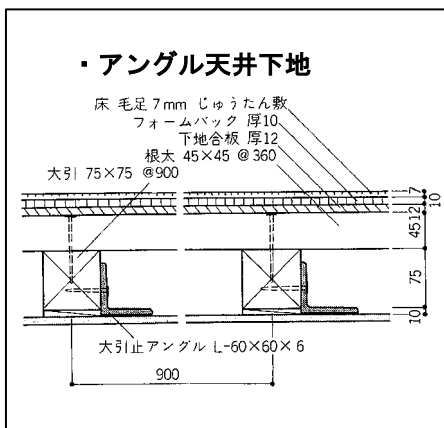 ・アングル天井下地
床 毛足7mm じゅうたん敷
フォームバック 厚10
下地合板 厚12
根太 45×45 @360
大引 75×75 @900
7
10
12
45
75
10
大引止アングル L-60×60×6
900